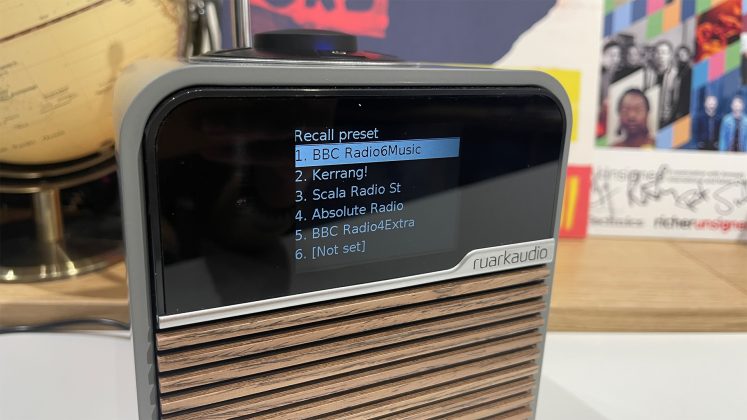 Recall preset
1. BBC Radio6Music
2. Kerrang!
3. Scala Radio St
4. Absolute Radio
5. BBC Radio4Extra
6. [Not set]
ruarkaudio
richerunsigned